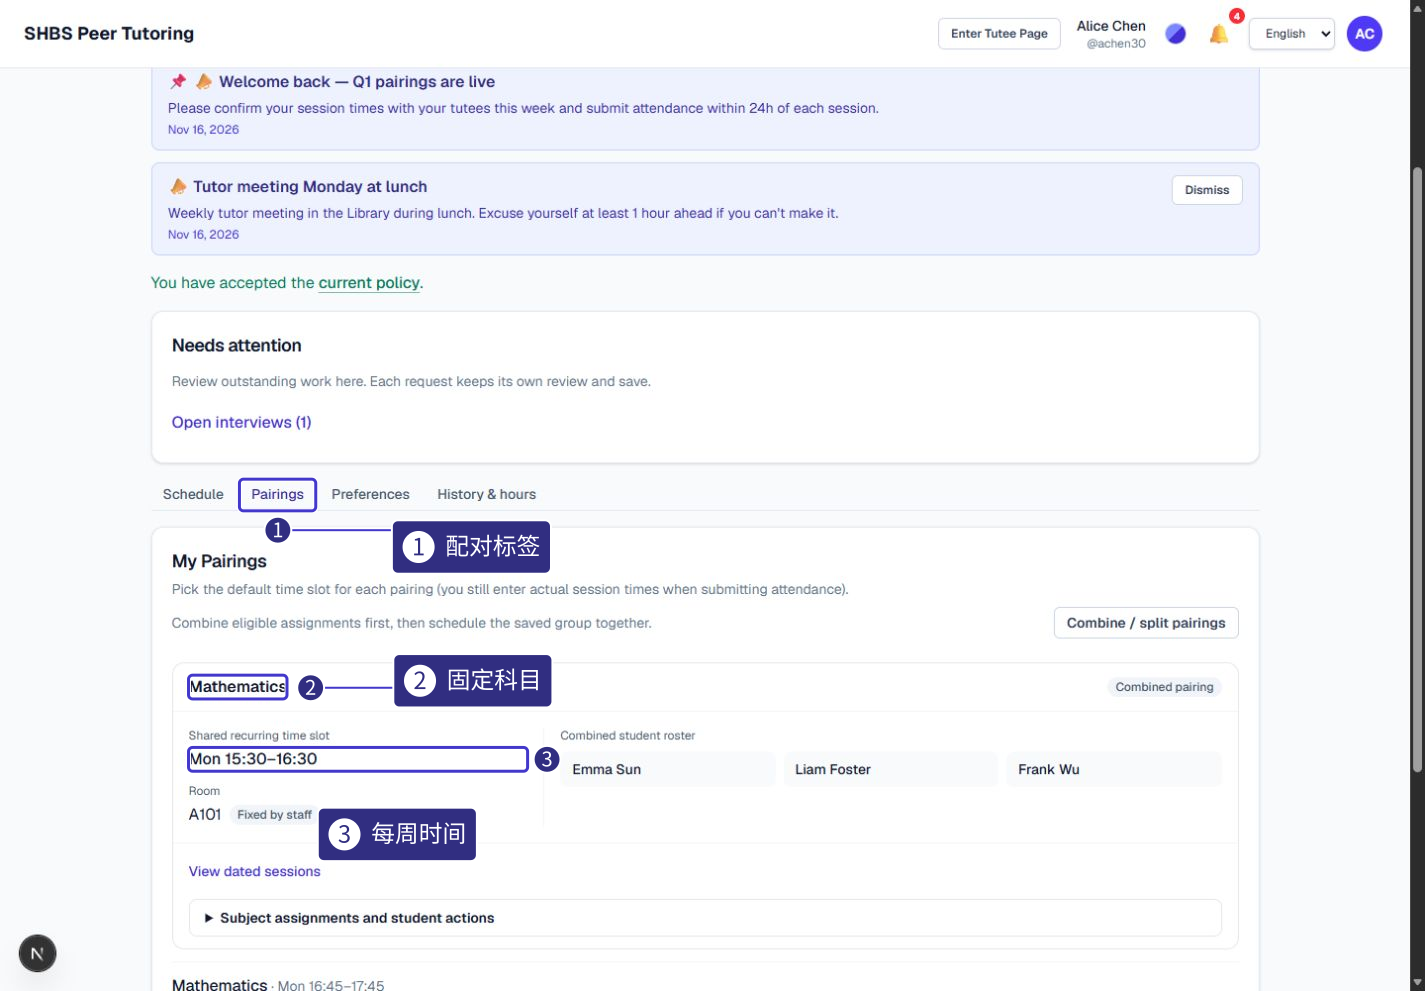 SHBS Peer Tutoring
Enter Tutee Page
Alice Chen
@achen30
4
English
AC
📌 📣 Welcome back — Q1 pairings are live
Please confirm your session times with your tutees this week and submit attendance within 24h of each session.
Nov 16, 2026
📣 Tutor meeting Monday at lunch
Dismiss
Weekly tutor meeting in the Library during lunch. Excuse yourself at least 1 hour ahead if you can't make it.
Nov 16, 2026
You have accepted the current policy.
Needs attention
Review outstanding work here. Each request keeps its own review and save.
Open interviews (1)
Schedule
Pairings
Preferences
History & hours
1
1 配对标签
My Pairings
Pick the default time slot for each pairing (you still enter actual session times when submitting attendance).
Combine eligible assignments first, then schedule the saved group together.
Combine / split pairings
Mathematics
2
2 固定科目
Combined pairing
Shared recurring time slot
Mon 15:30–16:30
3
Combined student roster
Emma Sun
Liam Foster
Frank Wu
Room
A101
Fixed by staff
3 每周时间
View dated sessions
▶ Subject assignments and student actions
N
Mathematics · Mon 16:45–17:45